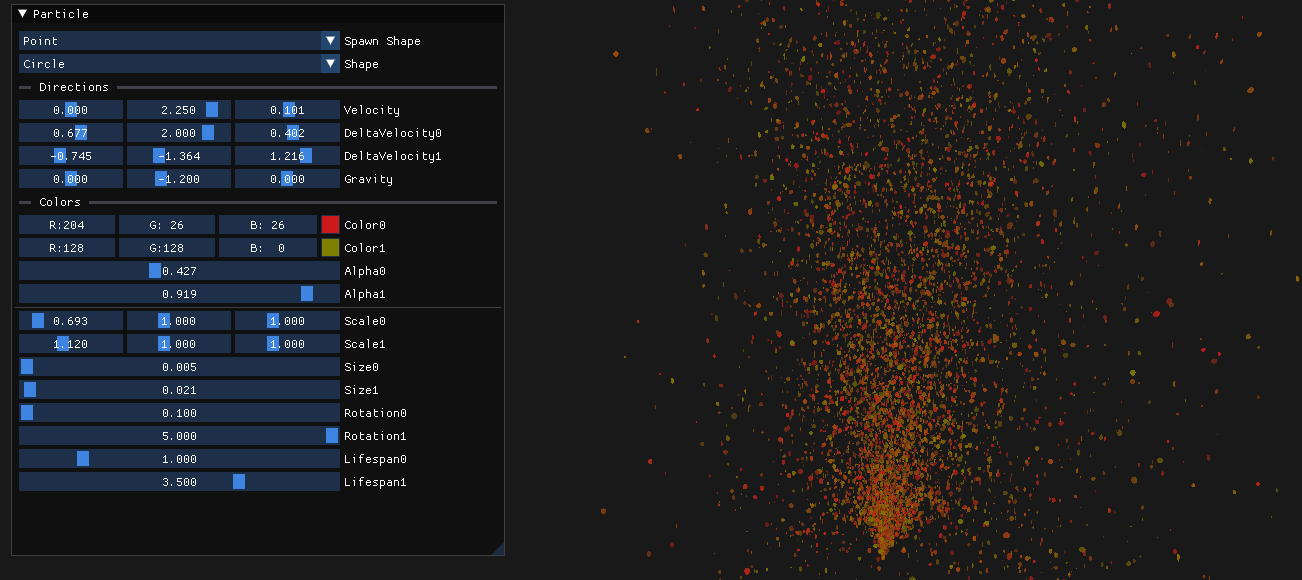 Particle
Point Spawn Shape
Circle Shape
Directions
0.000 2.250 0.101 Velocity
0.677 2.000 0.402 DeltaVelocity0
-0.745 -1.364 1.216 DeltaVelocity1
0.000 -1.200 0.000 Gravity
Colors
R:204 G: 26 B: 26 Color0
R:128 G:128 B: 0 Color1
0.427 Alpha0
0.919 Alpha1
0.693 1.000 1.000 Scale0
1.120 1.000 1.000 Scale1
0.005 Size0
0.021 Size1
0.100 Rotation0
5.000 Rotation1
1.000 Lifespan0
3.500 Lifespan1